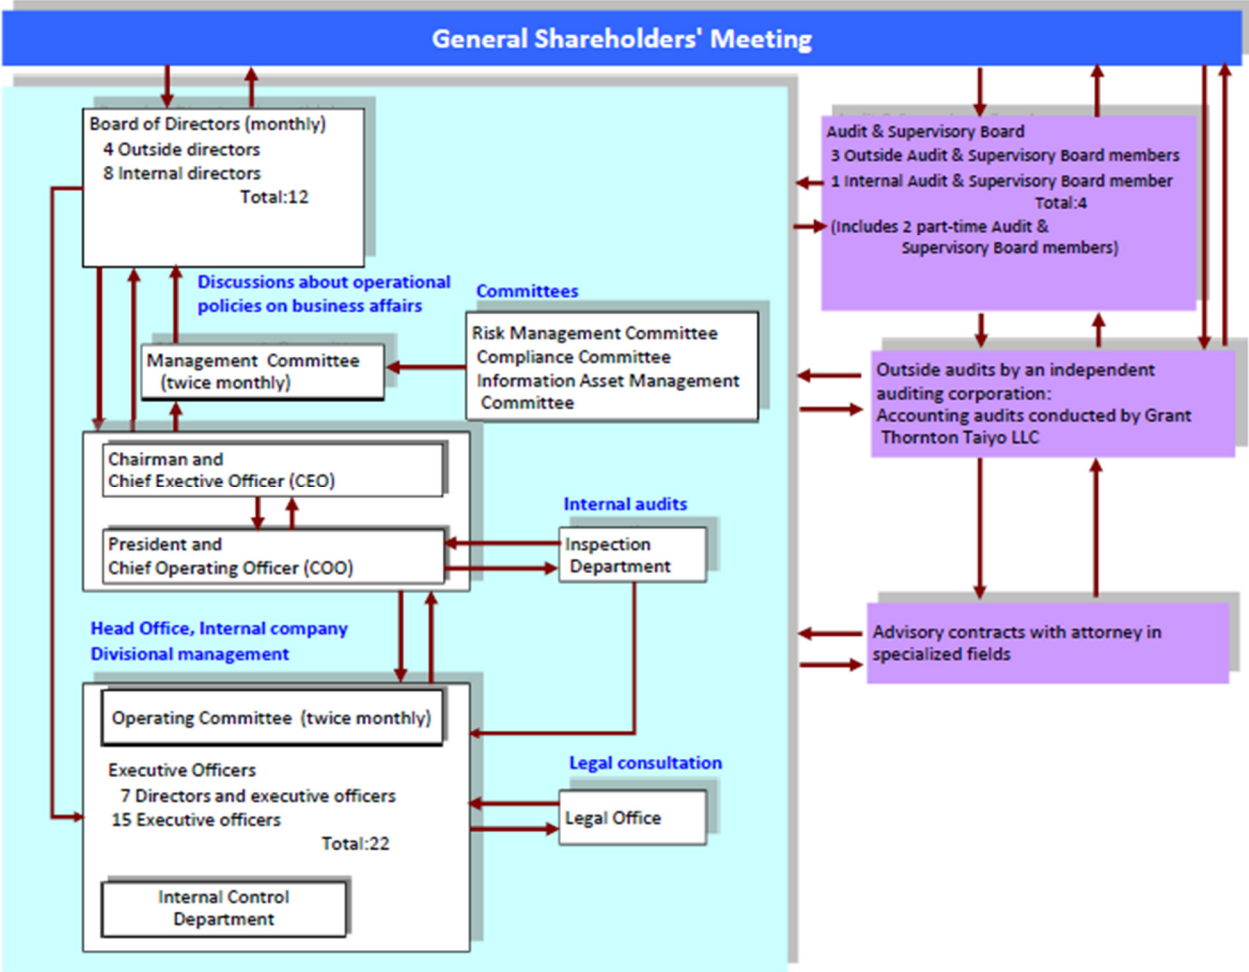 General Shareholders' Meeting
Board of Directors (monthly)
4 Outside directors
8 Internal directors
Total:12
Discussions about operational
policies on business affairs
Management Committee
(twice monthly)
Committees
Risk Management Committee
Compliance Committee
Information Asset Management
Committee
Chairman and
Chief Exective Officer (CEO)
President and
Chief Operating Officer (COO)
Internal audits
Inspection
Department
Head Office, Internal company
Divisional management
Operating Committee (twice monthly)
Executive Officers
7 Directors and executive officers
15 Executive officers
Total:22
Internal Control
Department
Legal consultation
Legal Office
Audit & Supervisory Board
3 Outside Audit & Supervisory Board members
1 Internal Audit & Supervisory Board member
Total:4
(Includes 2 part-time Audit &
Supervisory Board members)
Outside audits by an independent
auditing corporation:
Accounting audits conducted by Grant
Thornton Taiyo LLC
Advisory contracts with attorney in
specialized fields